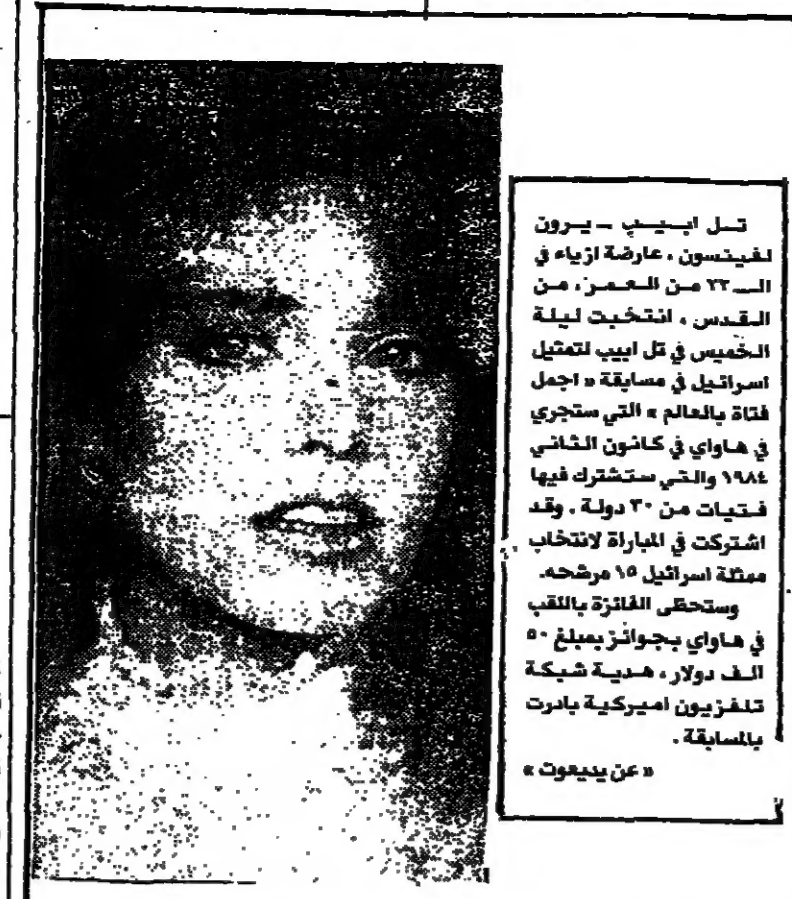 تـل ابـيـب ـ يـرون
لفينسون ، عارضة ازياء في
الـ ٢٢ من العمر ، من
القدس ، انتخبت ليلة
الخميس في تل ابيب لتمثيل
اسرائيل في مسابقة « اجمل
فتاة بالعالم » التي ستجري
في هاواي في كانون الثاني
١٩٨٤ والتي ستشترك فيها
فتيات من ٣٠ دولة . وقد
اشتركت في المباراة لانتخاب
ممثلة اسرائيل ١٥ مرشحه.
وستحظى الفائزة باللقب
في هاواي بجوائز بمبلغ ٥٠
الف دولار ، هدية شبكة
تلفزيون اميركية بادرت
بالمسابقة .
« عن يديعوت »